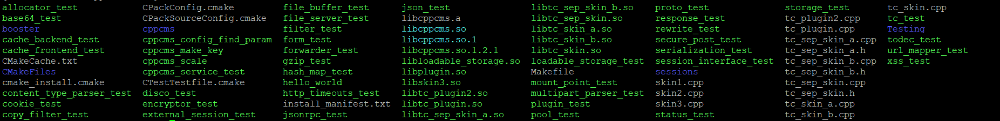 allocator_test CPackConfig.cmake file_buffer_test json_test libtc_sep_skin_b.so proto_test storage_test tc_skin.cpp
base64_test CPackSourceConfig.cmake file_server_test libcppcms.a libtc_sep_skin.so response_test tc_plugin2.cpp tc_test
booster cppcms filter_test libcppcms.so libtc_skin_a.so rewrite_test tc_plugin.cpp Testing
cache_backend_test cppcms_config_find_param form_test libcppcms.so.1 libtc_skin_b.so secure_post_test tc_sep_skin_a.cpp todec_test
cache_frontend_test cppcms_make_key forwarder_test libcppcms.so.1.2.1 libtc_skin.so serialization_test tc_sep_skin_a.h url_mapper_test
CMakeCache.txt cppcms_scale gzip_test libloadable_storage.so loadable_storage_test session_interface_test tc_sep_skin_b.cpp xss_test
CMakeFiles cppcms_service_test hash_map_test libplugin.so Makefile sessions tc_sep_skin_b.h
cmake_install.cmake CTestTestfile.cmake hello_world libskin3.so mount_point_test skin1.cpp tc_sep_skin.cpp
content_type_parser_test disco_test http_timeouts_test libtc_plugin2.so multipart_parser_test skin2.cpp tc_sep_skin.h
cookie_test encryptor_test install_manifest.txt libtc_plugin.so plugin_test skin3.cpp tc_skin_a.cpp
copy_filter_test external_session_test jsonrpc_test libtc_sep_skin_a.so pool_test status_test tc_skin_b.cpp